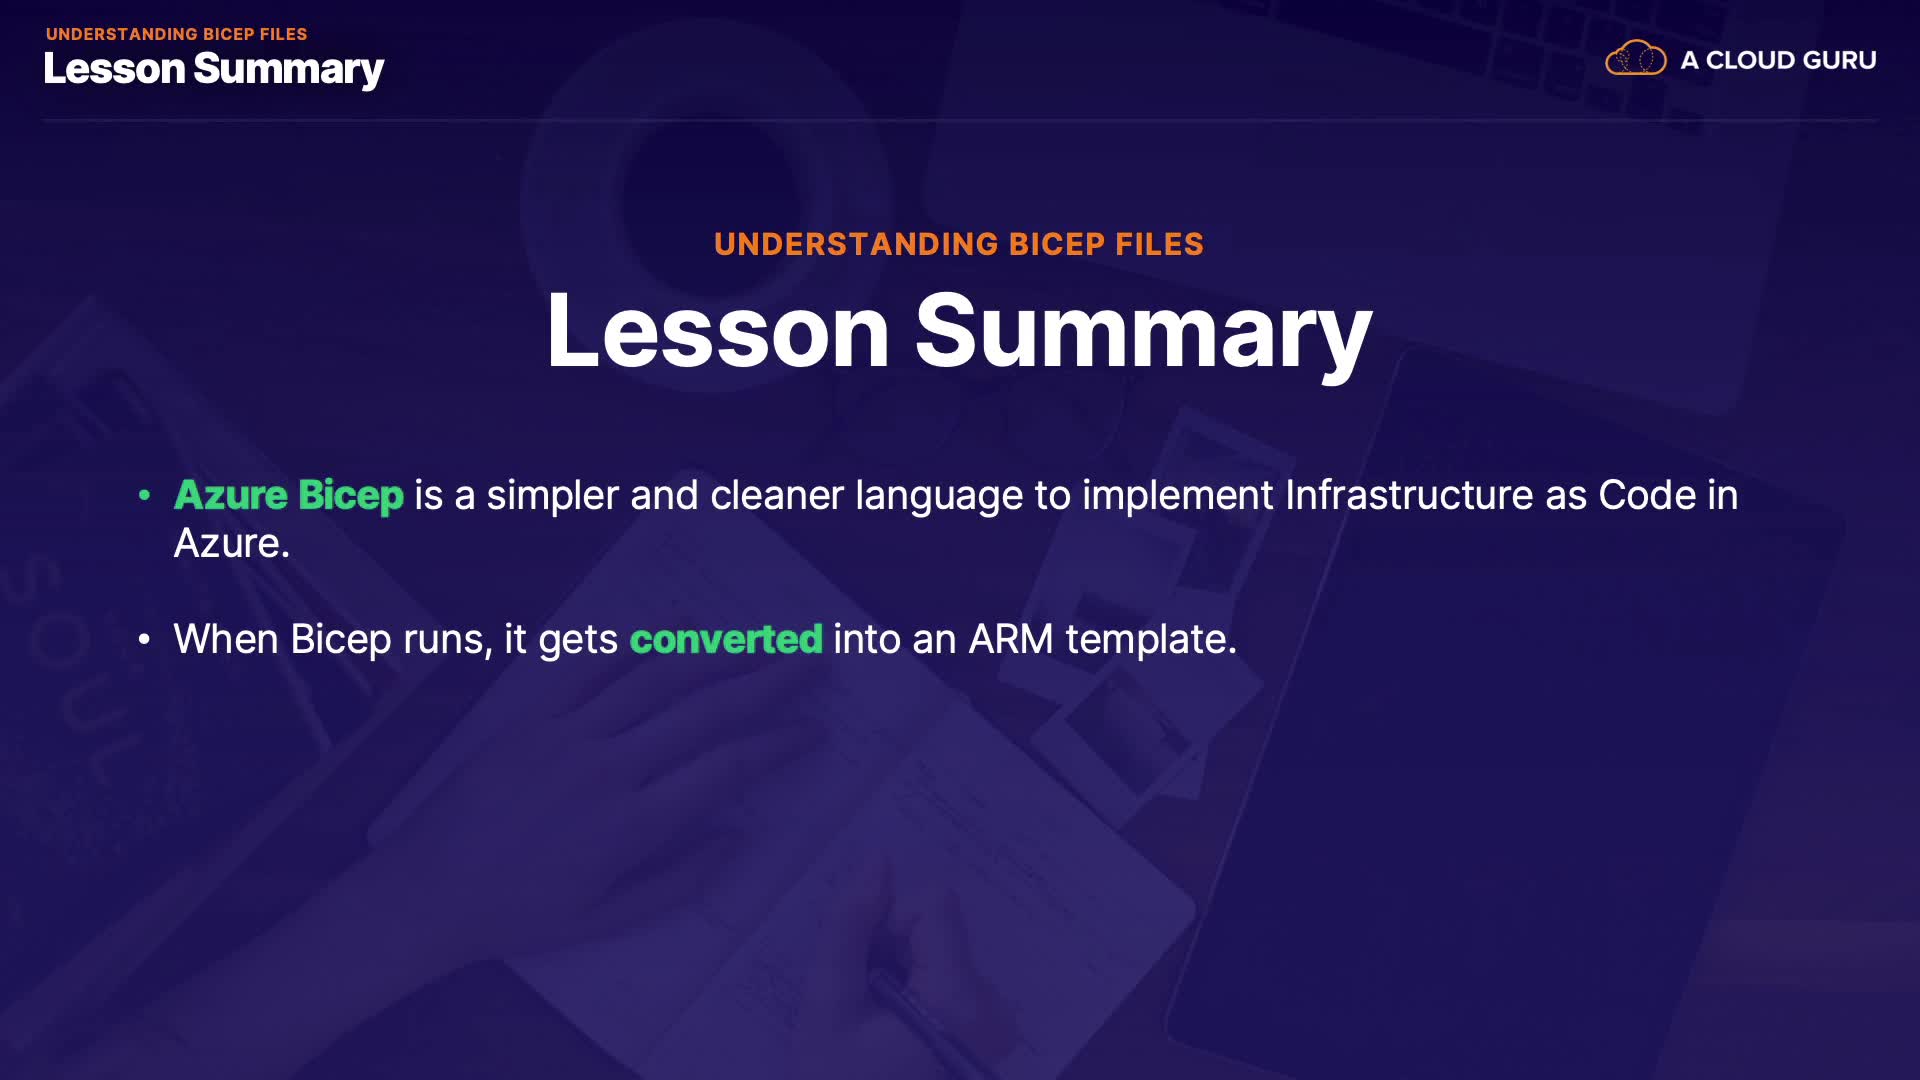 UNDERSTANDING BICEP FILES
Lesson Summary
A CLOUD GURU
UNDERSTANDING BICEP FILES
Lesson Summary
• Azure Bicep is a simpler and cleaner language to implement Infrastructure as Code in
Azure.
• When Bicep runs, it gets converted into an ARM template.
SOUL